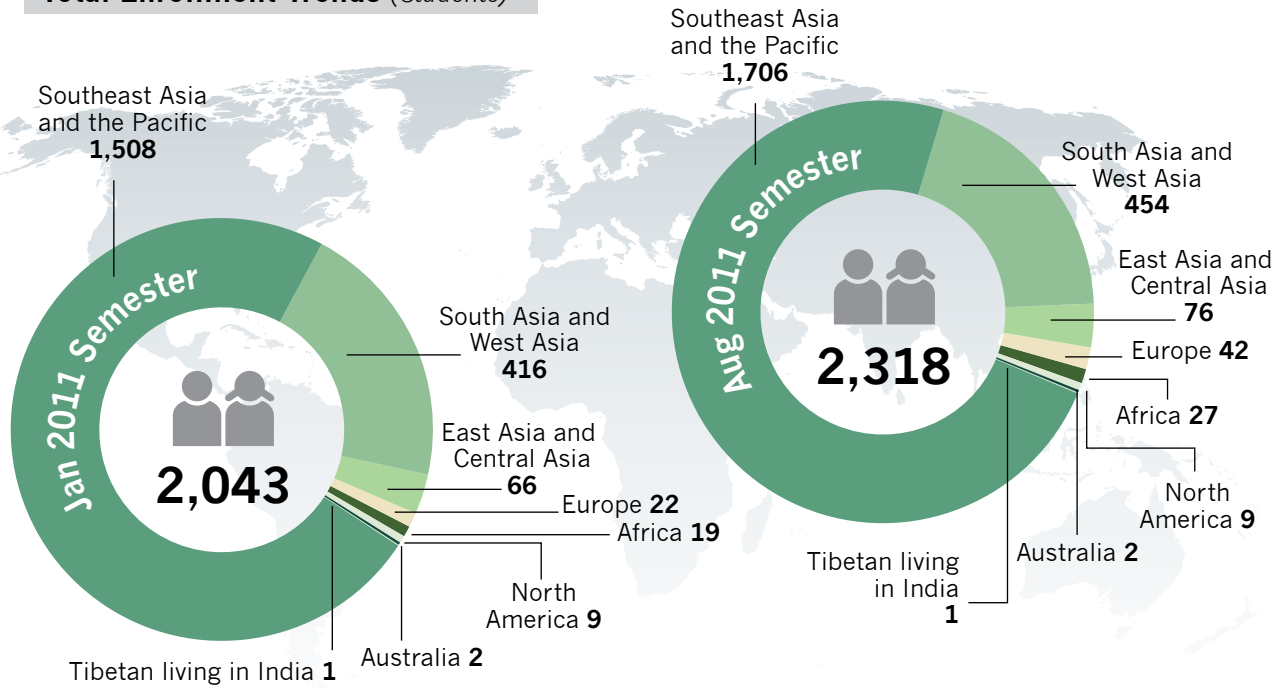 Total Enrollment Trends (Students)
Southeast Asia
and the Pacific
1,508
Jan 2011 Semester
2,043
South Asia and
West Asia
416
East Asia and
Central Asia
66
Europe 22
Africa 19
North
America 9
Australia 2
Tibetan living in India 1
Southeast Asia
and the Pacific
1,706
Aug 2011 Semester
2,318
South Asia and
West Asia
454
East Asia and
Central Asia
76
Europe 42
Africa 27
North
America 9
Australia 2
Tibetan living
in India
1